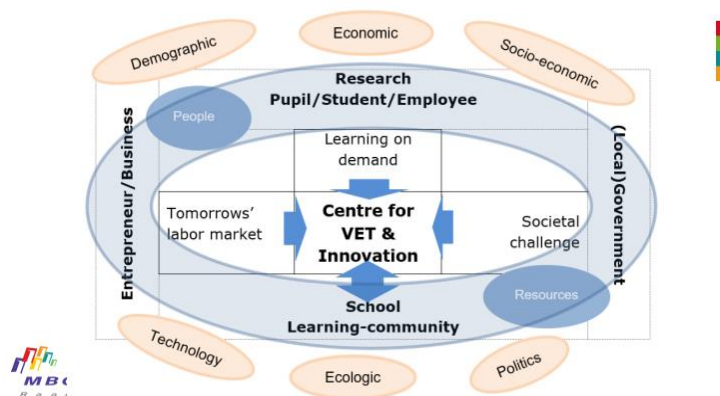 Demographic
Economic
Socio-economic
Research
Pupil/Student/Employee
People
Entrepreneur/Business
(Local)Government
Learning on
demand
Tomorrows'
labor market
Centre for
VET &
Innovation
Societal
challenge
Resources
School
Learning-community
Technology
Ecologic
Politics